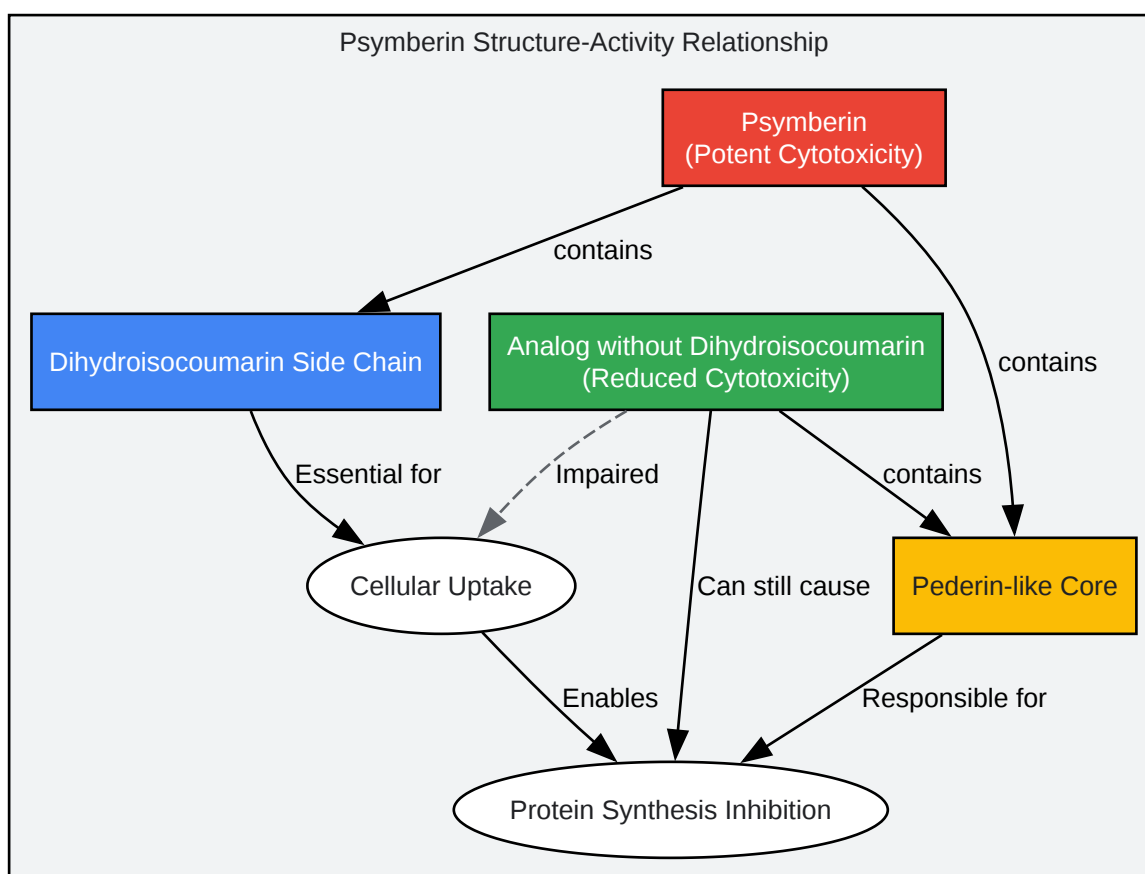 Psymberin Structure-Activity Relationship
Psymberin
(Potent Cytotoxicity)
contains
Dihydroisocoumarin Side Chain
Analog without Dihydroisocoumarin
(Reduced Cytotoxicity)
contains
Essential for
Impaired
contains
Cellular Uptake
Can still cause
Pederin-like Core
Enables
Responsible for
Protein Synthesis Inhibition